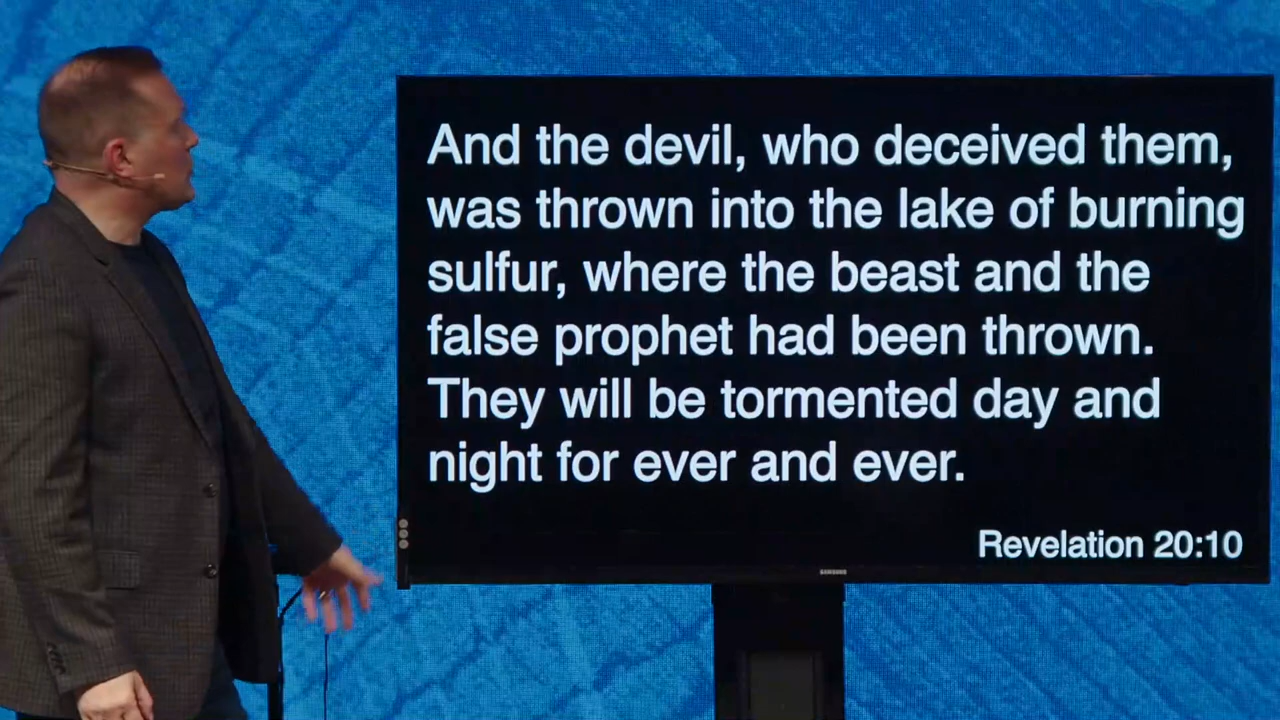 And the devil, who deceived them,
was thrown into the lake of burning
sulfur, where the beast and the
false prophet had been thrown.
They will be tormented day and
night for ever and ever.
Revelation 20:10
SAMSUNG